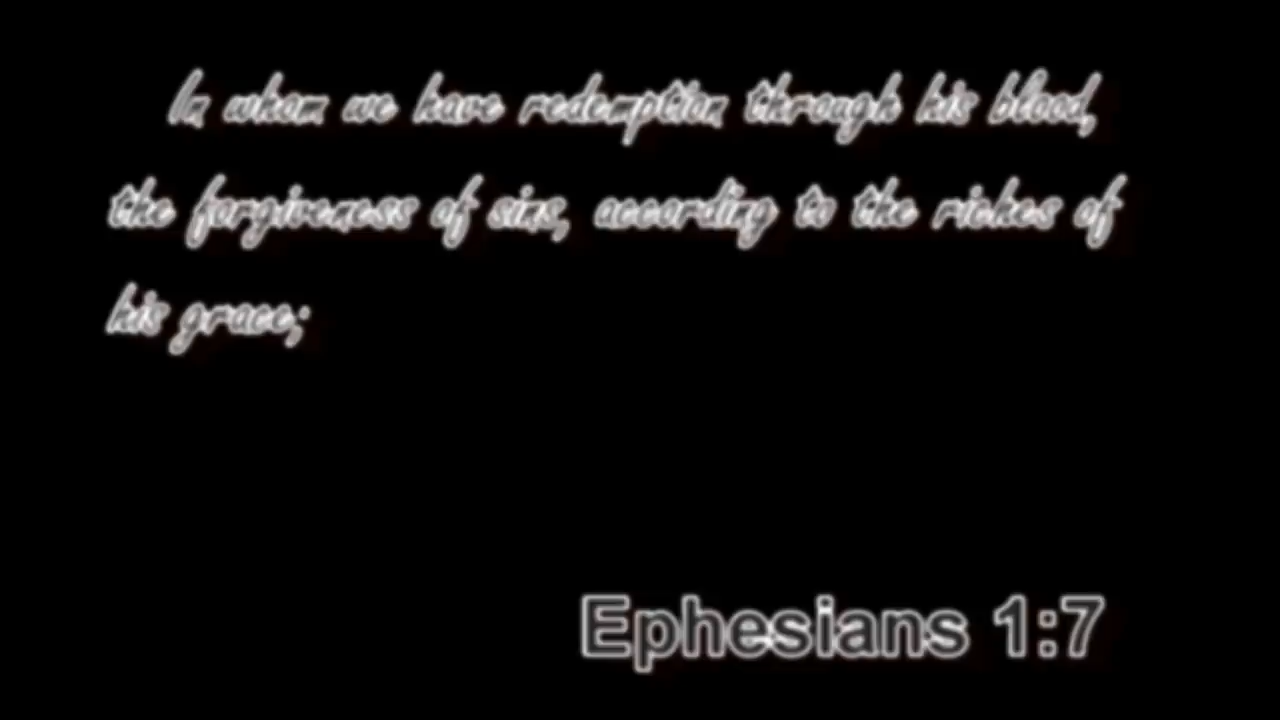 In whom we have redemption through his blood,
the forgiveness of sins, according to the riches of
his grace;
Ephesians 1:7